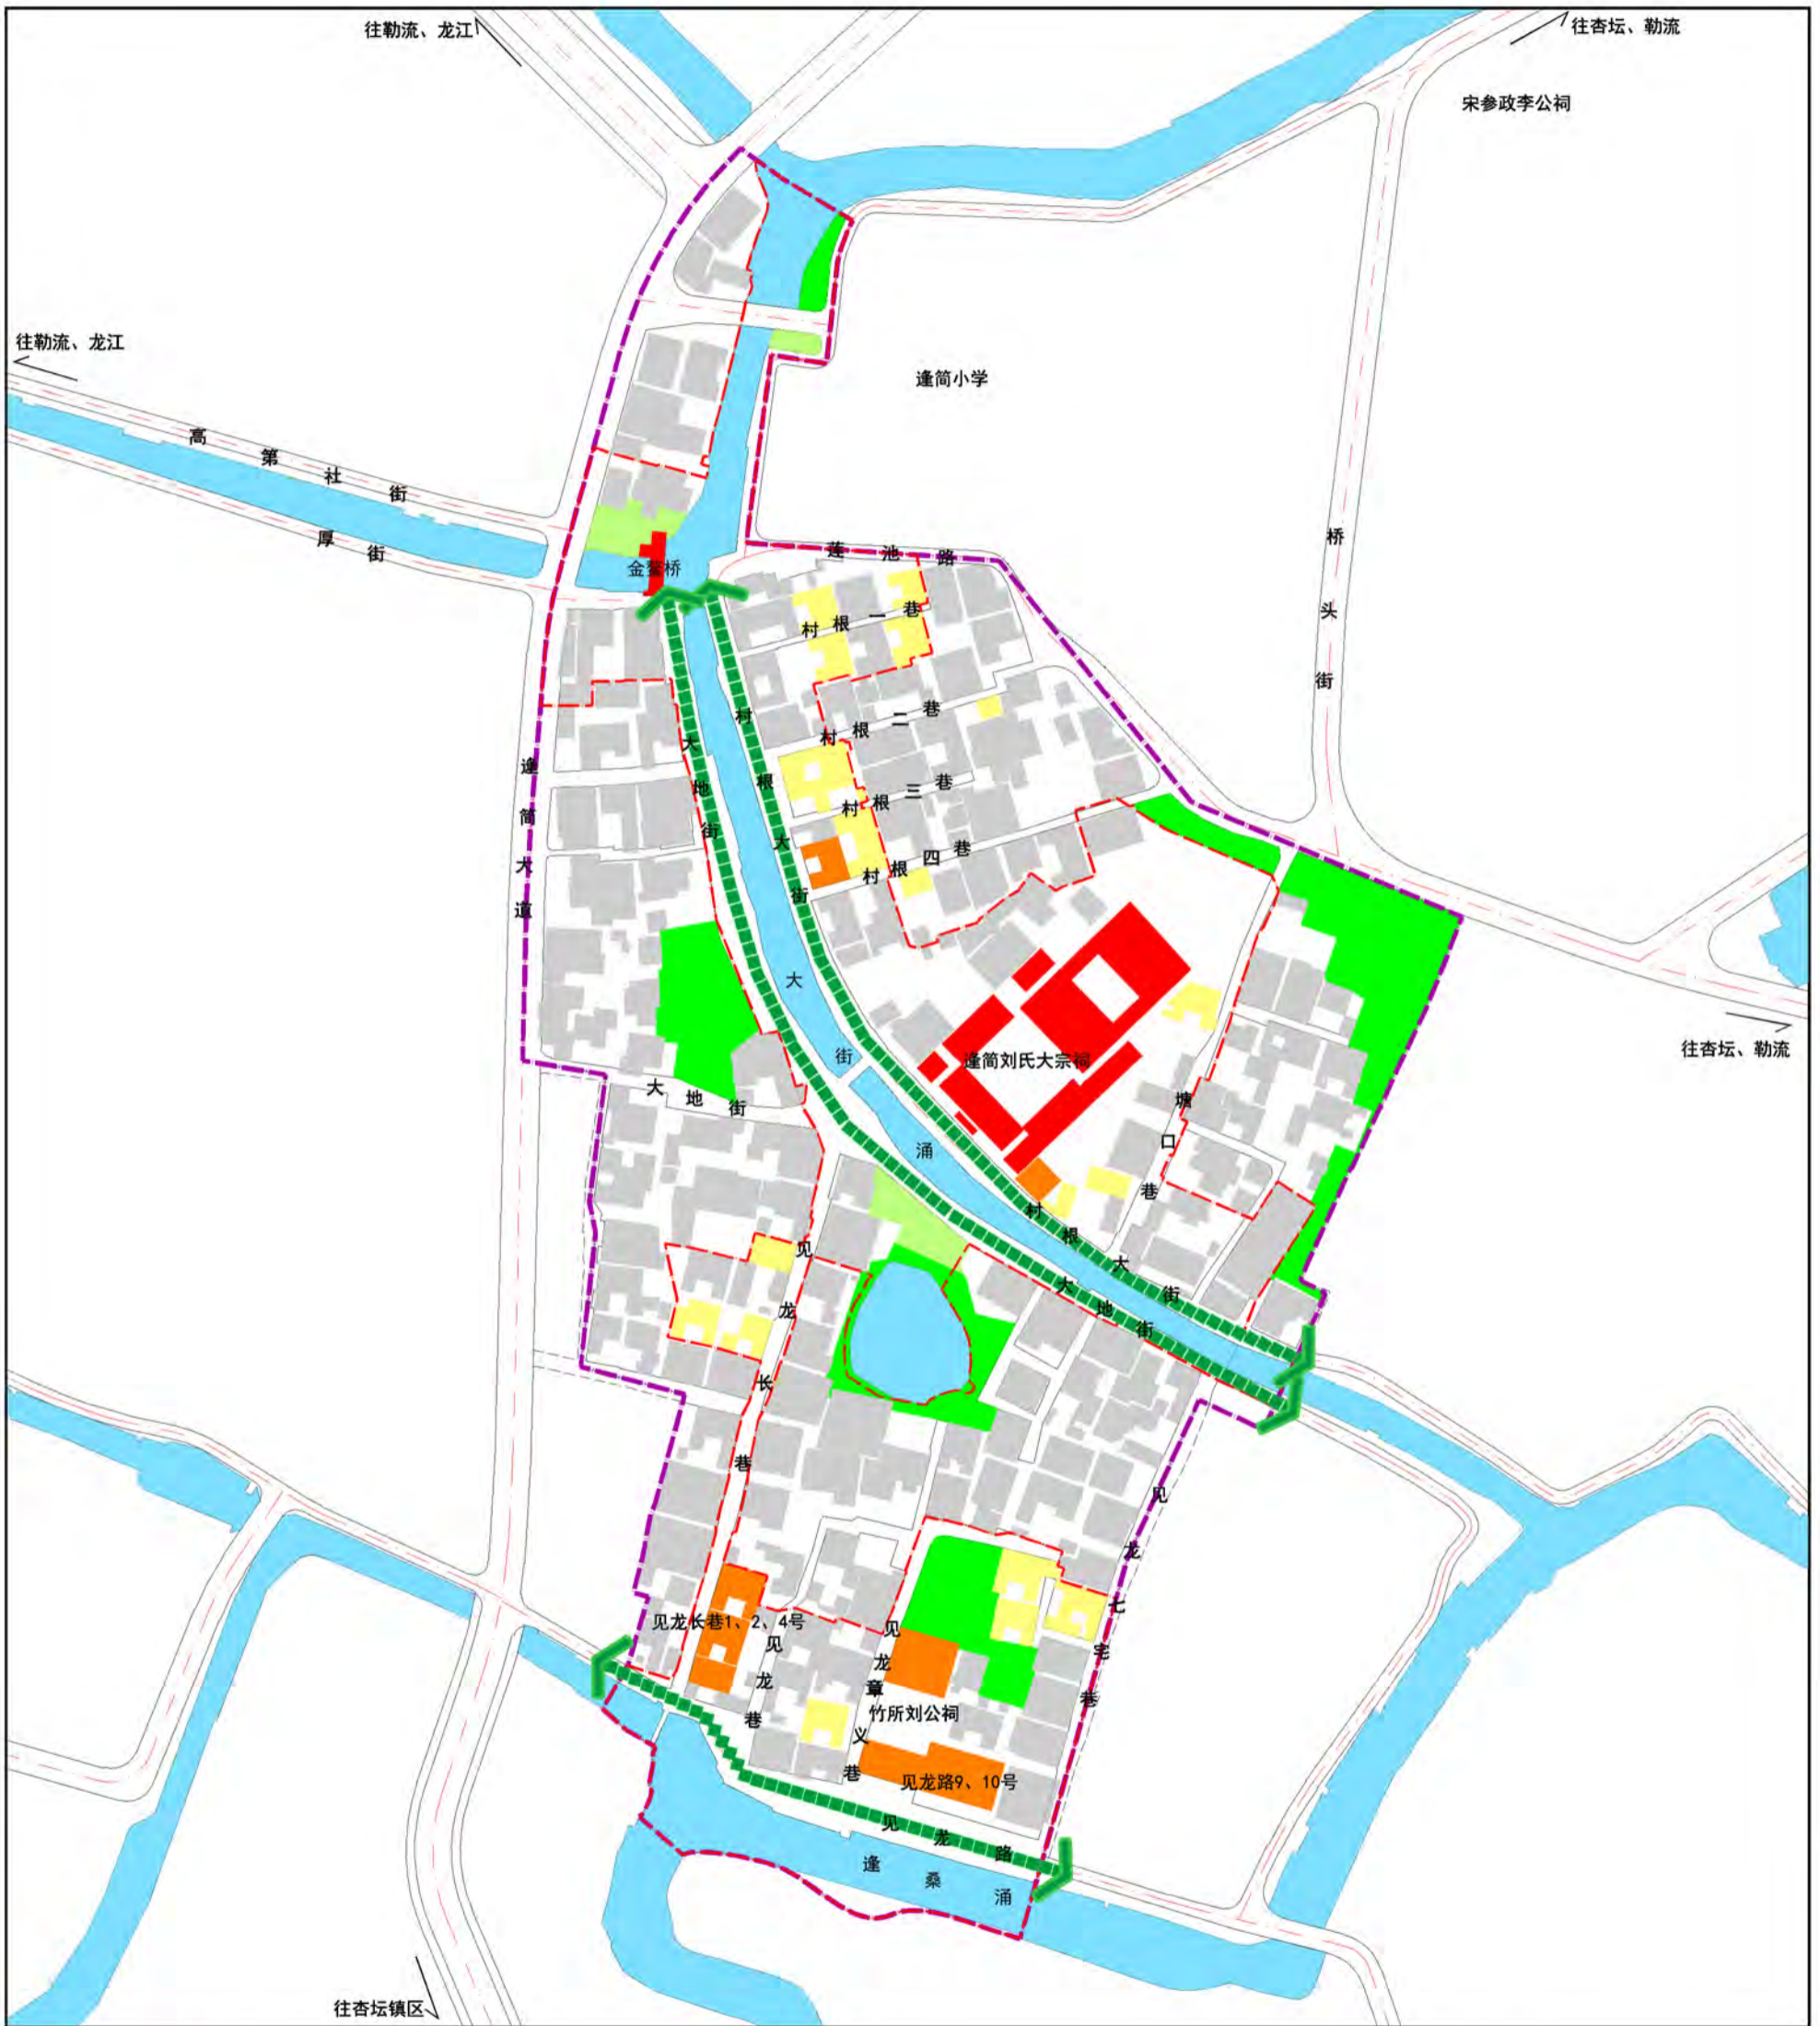 往勒流、龙江
往杏坛、勒流
宋参政李公祠
往勒流、龙江
逢简小学
高第社街
厚街
金鳌桥
莲池路
桥头街
村根一巷
村根二巷
村根三巷
村根四巷
大地街
村根大街
逢简大道
大街涌
逢简刘氏大宗祠
往杏坛、勒流
大地街
塘口巷
村根大街
大地街
见龙长巷
见龙七宅巷
见龙长巷1、2、4号
见龙巷
见龙章义巷
竹所刘公祠
见龙路9、10号
见龙路
逢桑涌
往杏坛镇区